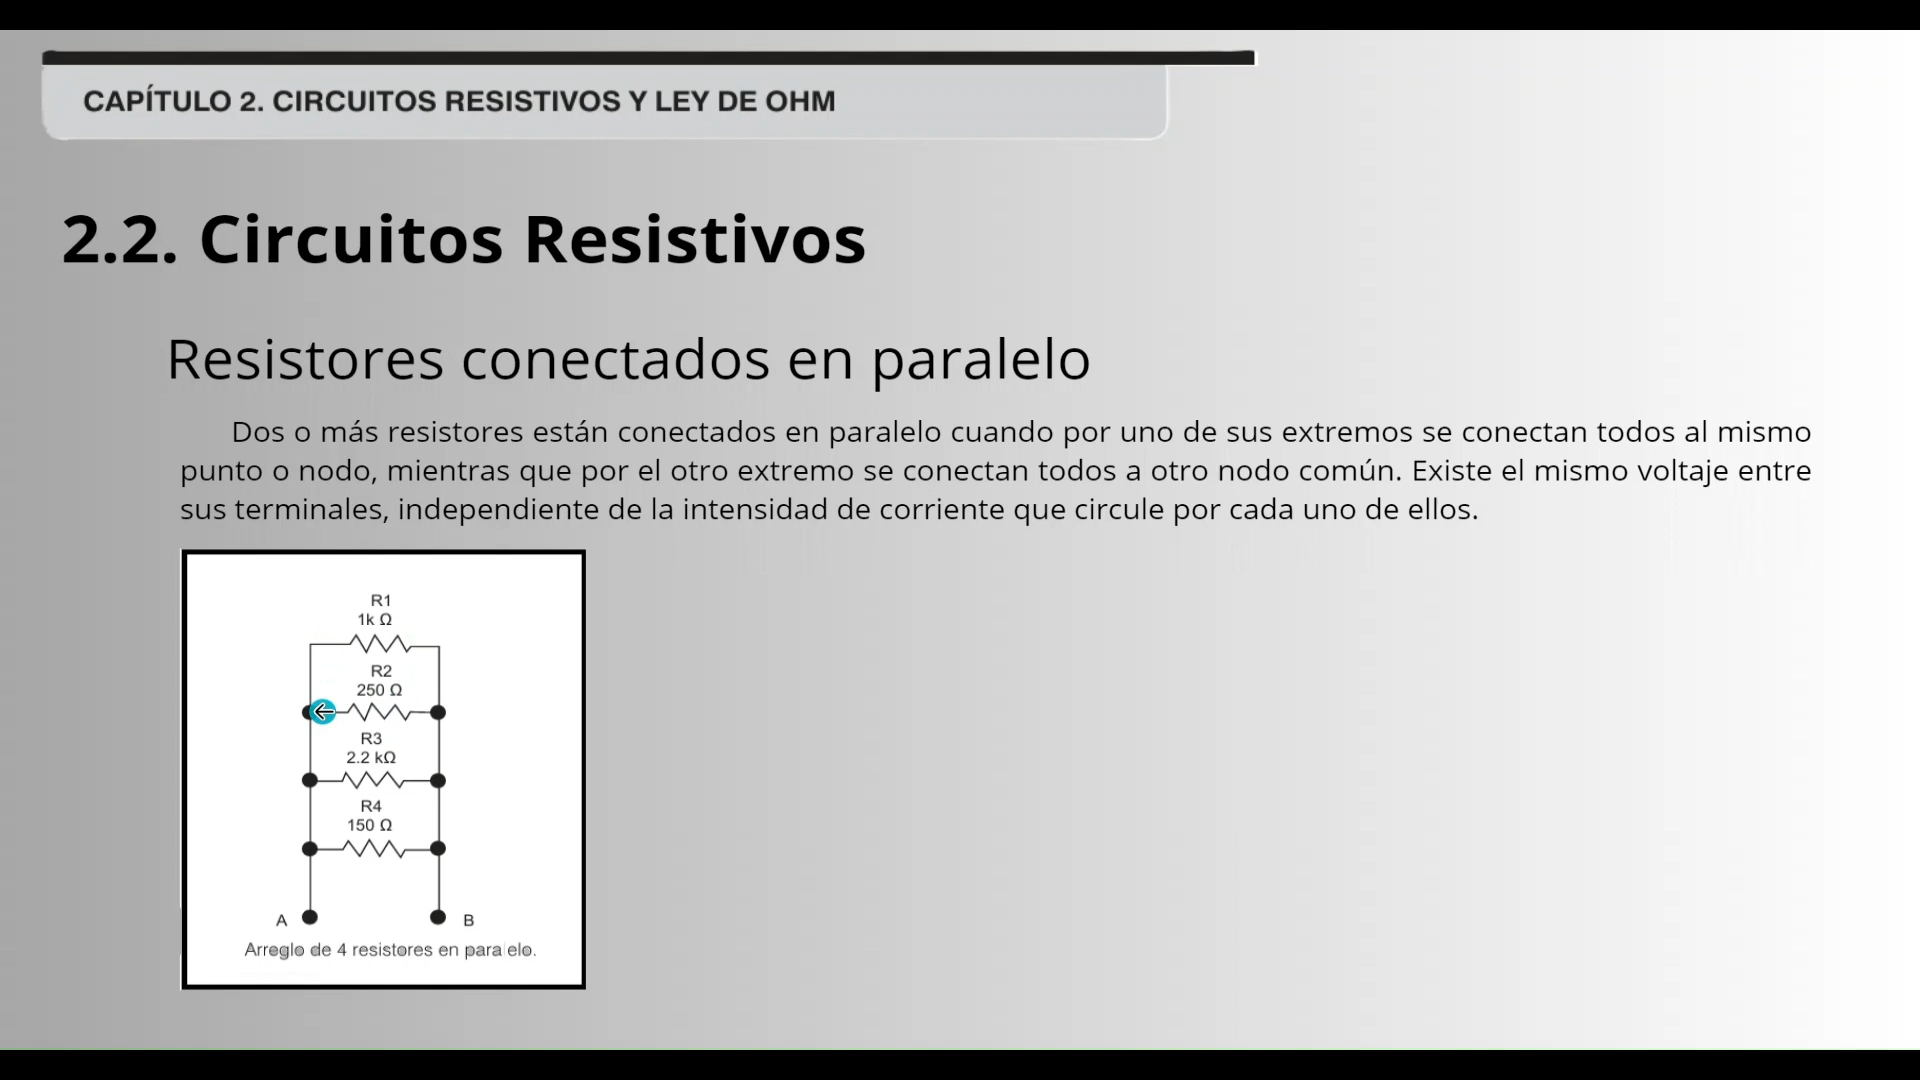 CAPÍTULO 2. CIRCUITOS RESISTIVOS Y LEY DE OHM
2.2. Circuitos Resistivos
Resistores conectados en paralelo
Dos o más resistores están conectados en paralelo cuando por uno de sus extremos se conectan todos al mismo
punto o nodo, mientras que por el otro extremo se conectan todos a otro nodo común. Existe el mismo voltaje entre
sus terminales, independiente de la intensidad de corriente que circule por cada uno de ellos.
R1
1k Ω
R2
250 Ω
R3
2.2 kΩ
R4
150 Ω
A B
Arreglo de 4 resistores en paralelo.